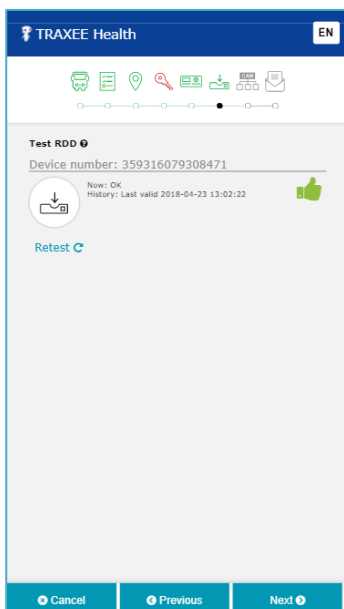 TRAXEE Health
EN
CAN
Test RDD
Device number: 359316079308471
Now: OK
History: Last valid 2018-04-23 13:02:22
Retest
Cancel
Previous
Next